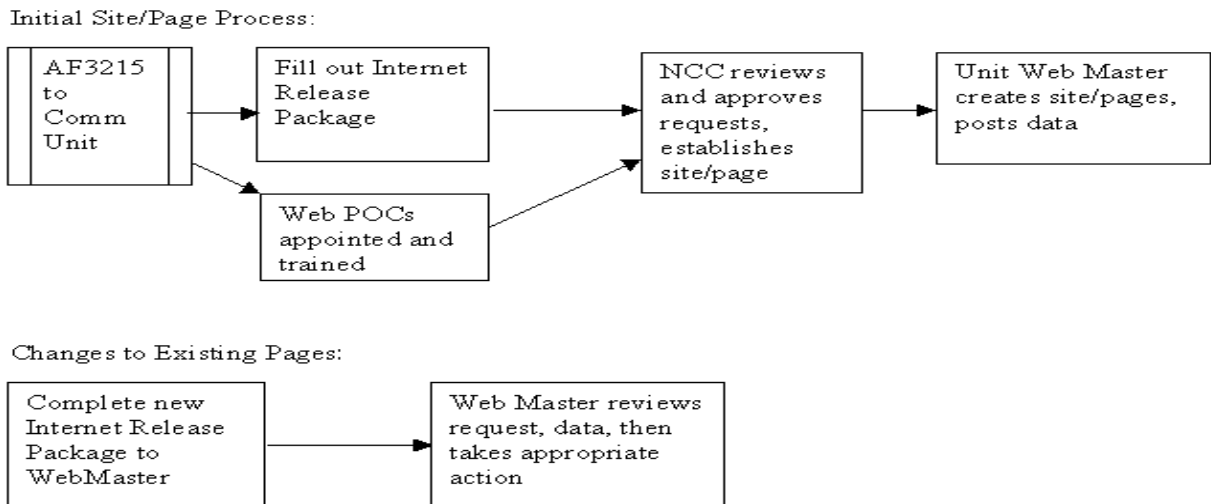 Initial Site/Page Process:
AF3215
to
Comm
Unit
Fill out Internet
Release
Package
Web POCs
appointed and
trained
NCC reviews
and approves
requests,
establishes
site/page
Unit Web Master
creates site/pages,
posts data
Changes to Existing Pages:
Complete new
Internet Release
Package to
WebMaster
Web Master reviews
request, data, then
takes appropriate
action